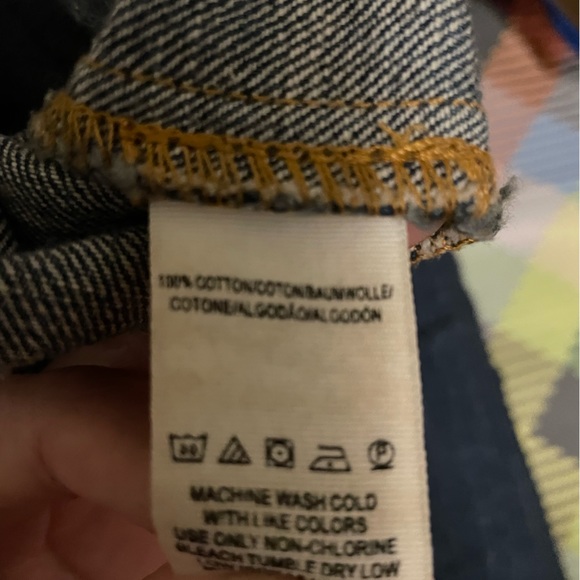 100% COTTON/COTON/BAUMWOLLE/
COTONE/ALGODÃO/ALGODÓN
P
MACHINE WASH COLD
WITH LIKE COLORS
USE ONLY NON-CHLORINE
BLEACH TUMBLE DRY LOW